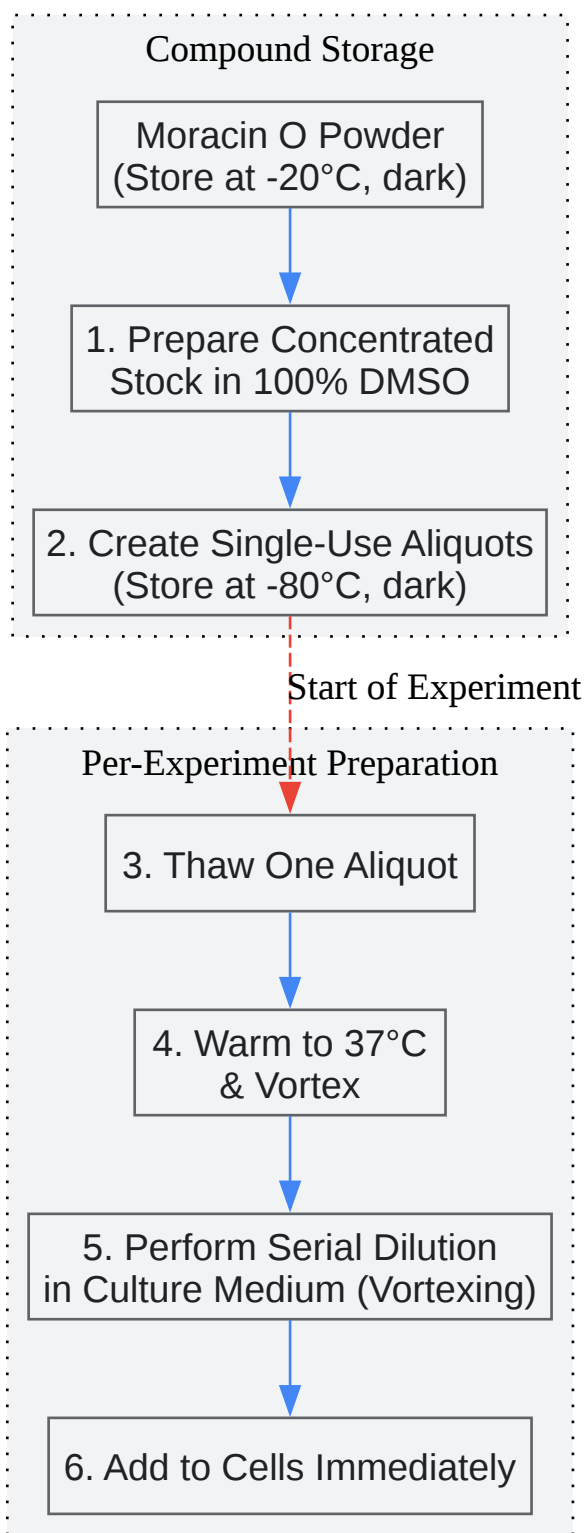 Compound Storage
Moracin O Powder
(Store at -20°C, dark)
1. Prepare Concentrated
Stock in 100% DMSO
2. Create Single-Use Aliquots
(Store at -80°C, dark)
Start of Experiment
Per-Experiment Preparation
3. Thaw One Aliquot
4. Warm to 37°C
& Vortex
5. Perform Serial Dilution
in Culture Medium (Vortexing)
6. Add to Cells Immediately